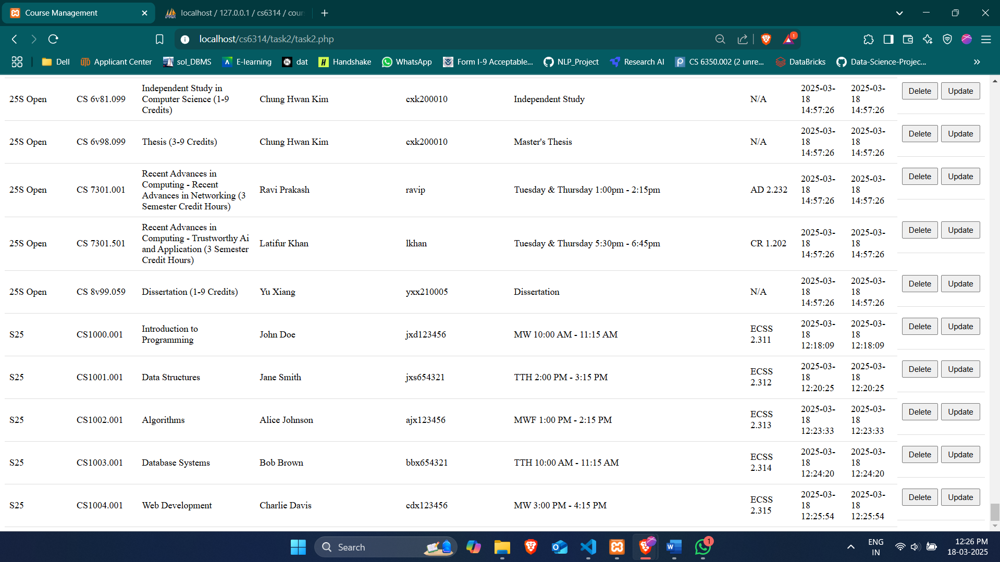 Course Management
localhost / 127.0.0.1 / cs6314 / cour
localhost/cs6314/task2/task2.php
1
Dell
Applicant Center
sol_DBMS
E-learning
dat
Handshake
WhatsApp
Form I-9 Acceptable...
NLP_Project
Research AI
CS 6350.002 (2 unre...
DataBricks
Data-Science-Projec...
25S Open CS 6v81.099 Independent Study in Computer Science (1-9 Credits) Chung Hwan Kim cxk200010 Independent Study N/A 2025-03-18 14:57:26 2025-03-18 14:57:26 Delete Update
25S Open CS 6v98.099 Thesis (3-9 Credits) Chung Hwan Kim cxk200010 Master's Thesis N/A 2025-03-18 14:57:26 2025-03-18 14:57:26 Delete Update
25S Open CS 7301.001 Recent Advances in Computing - Recent Advances in Networking (3 Semester Credit Hours) Ravi Prakash ravip Tuesday & Thursday 1:00pm - 2:15pm AD 2.232 2025-03-18 14:57:26 2025-03-18 14:57:26 Delete Update
25S Open CS 7301.501 Recent Advances in Computing - Trustworthy Ai and Application (3 Semester Credit Hours) Latifur Khan lkhan Tuesday & Thursday 5:30pm - 6:45pm CR 1.202 2025-03-18 14:57:26 2025-03-18 14:57:26 Delete Update
25S Open CS 8v99.059 Dissertation (1-9 Credits) Yu Xiang yxx210005 Dissertation N/A 2025-03-18 14:57:26 2025-03-18 14:57:26 Delete Update
S25 CS1000.001 Introduction to Programming John Doe jxd123456 MW 10:00 AM - 11:15 AM ECSS 2.311 2025-03-18 12:18:09 2025-03-18 12:18:09 Delete Update
S25 CS1001.001 Data Structures Jane Smith jxs654321 TTH 2:00 PM - 3:15 PM ECSS 2.312 2025-03-18 12:20:25 2025-03-18 12:20:25 Delete Update
S25 CS1002.001 Algorithms Alice Johnson ajx123456 MWF 1:00 PM - 2:15 PM ECSS 2.313 2025-03-18 12:23:33 2025-03-18 12:23:33 Delete Update
S25 CS1003.001 Database Systems Bob Brown bbx654321 TTH 10:00 AM - 11:15 AM ECSS 2.314 2025-03-18 12:24:20 2025-03-18 12:24:20 Delete Update
S25 CS1004.001 Web Development Charlie Davis cdx123456 MW 3:00 PM - 4:15 PM ECSS 2.315 2025-03-18 12:25:54 2025-03-18 12:25:54 Delete Update
Search
1
ENG
IN
12:26 PM
18-03-2025